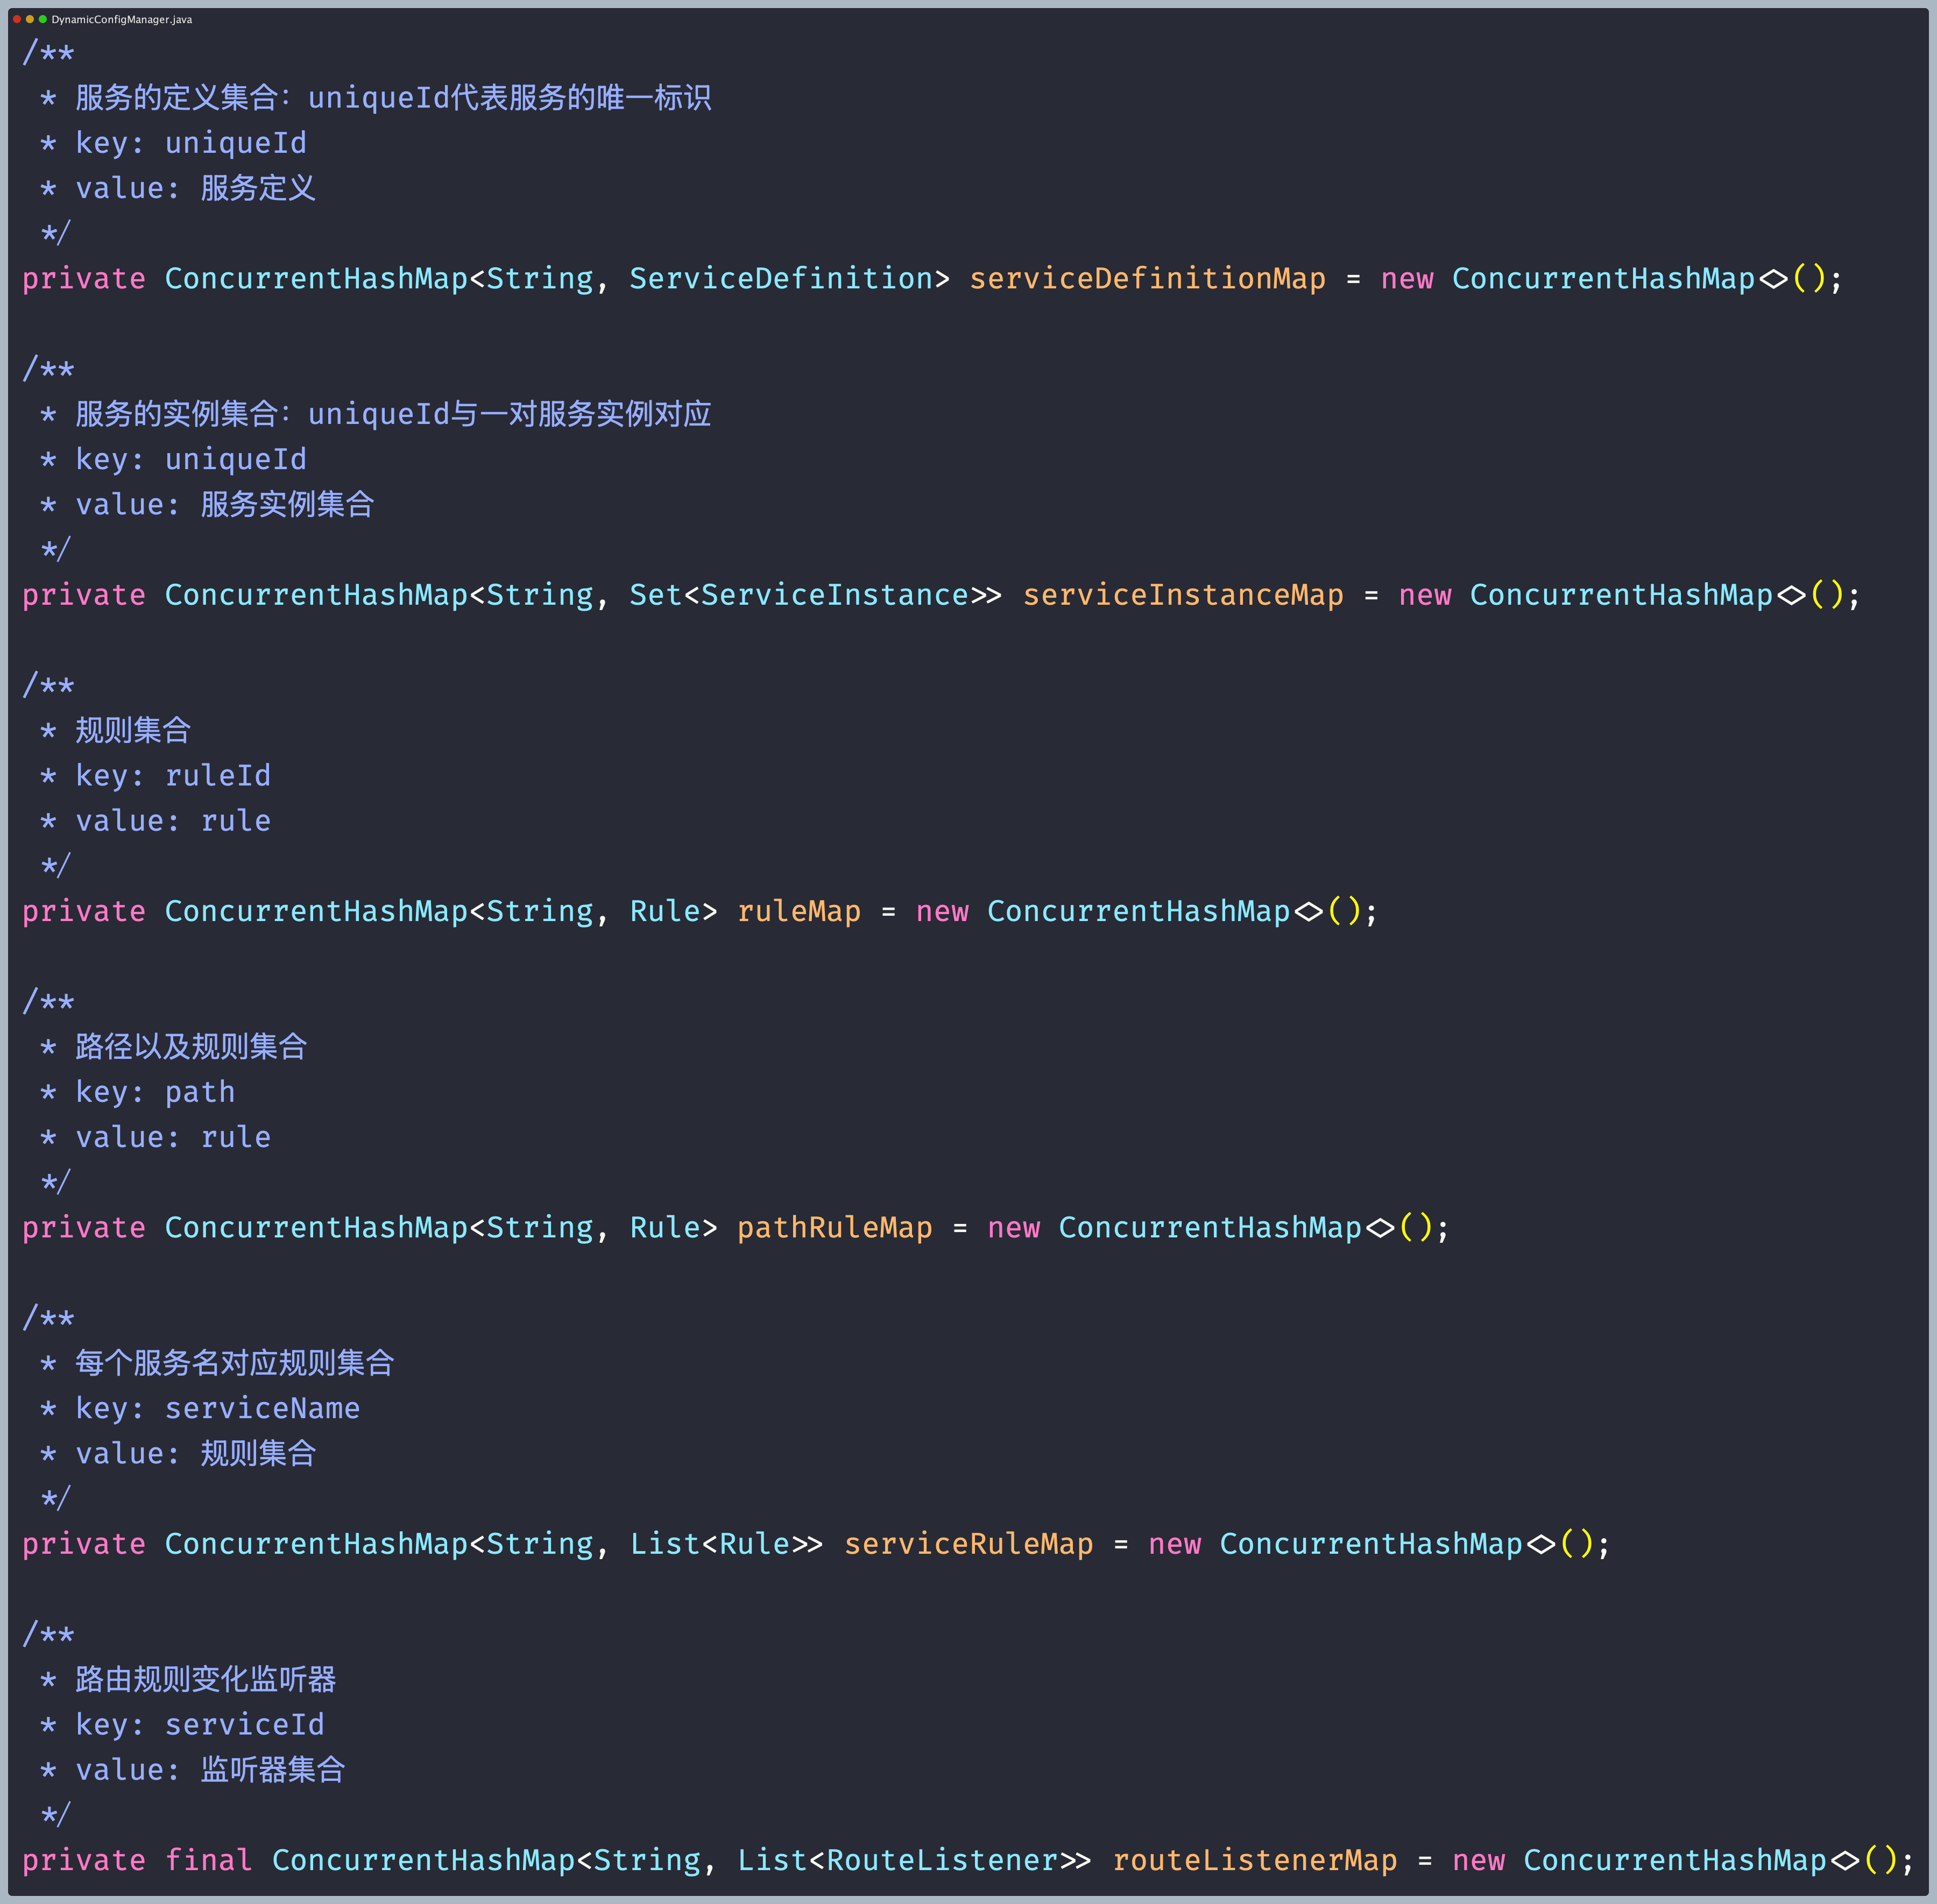 DynamicConfigManager.java
/**
 * 服务的定义集合：uniqueId代表服务的唯一标识
 * key: uniqueId
 * value: 服务定义
 */
private ConcurrentHashMap<String, ServiceDefinition> serviceDefinitionMap = new ConcurrentHashMap<>();
/**
 * 服务的实例集合：uniqueId与一对服务实例对应
 * key: uniqueId
 * value: 服务实例集合
 */
private ConcurrentHashMap<String, Set<ServiceInstance>> serviceInstanceMap = new ConcurrentHashMap<>();
/**
 * 规则集合
 * key: ruleId
 * value: rule
 */
private ConcurrentHashMap<String, Rule> ruleMap = new ConcurrentHashMap<>();
/**
 * 路径以及规则集合
 * key: path
 * value: rule
 */
private ConcurrentHashMap<String, Rule> pathRuleMap = new ConcurrentHashMap<>();
/**
 * 每个服务名对应规则集合
 * key: serviceName
 * value: 规则集合
 */
private ConcurrentHashMap<String, List<Rule>> serviceRuleMap = new ConcurrentHashMap<>();
/**
 * 路由规则变化监听器
 * key: serviceId
 * value: 监听器集合
 */
private final ConcurrentHashMap<String, List<RouteListener>> routeListenerMap = new ConcurrentHashMap<>();